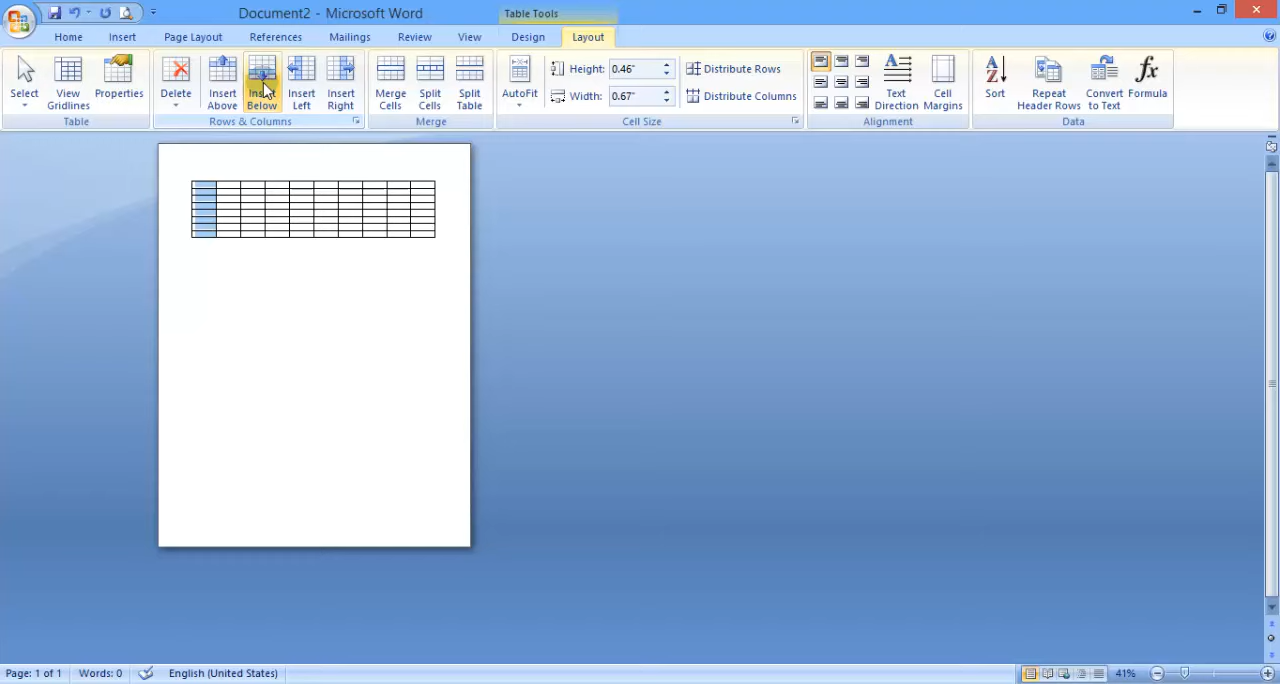 Document2 - Microsoft Word
Table Tools
Home Insert Page Layout References Mailings Review View Design Layout
Select
View Gridlines
Properties
Table
Delete
Insert Above
Insert Below
Insert Left
Insert Right
Rows & Columns
Merge Cells
Split Cells
Split Table
Merge
AutoFit
Height: 0.46"
Width: 0.67"
Distribute Rows
Distribute Columns
Cell Size
Text Direction
Cell Margins
Alignment
A
Z
Sort
Repeat Header Rows
Convert to Text
fx
Formula
Data
Page: 1 of 1 Words: 0 English (United States) 41%